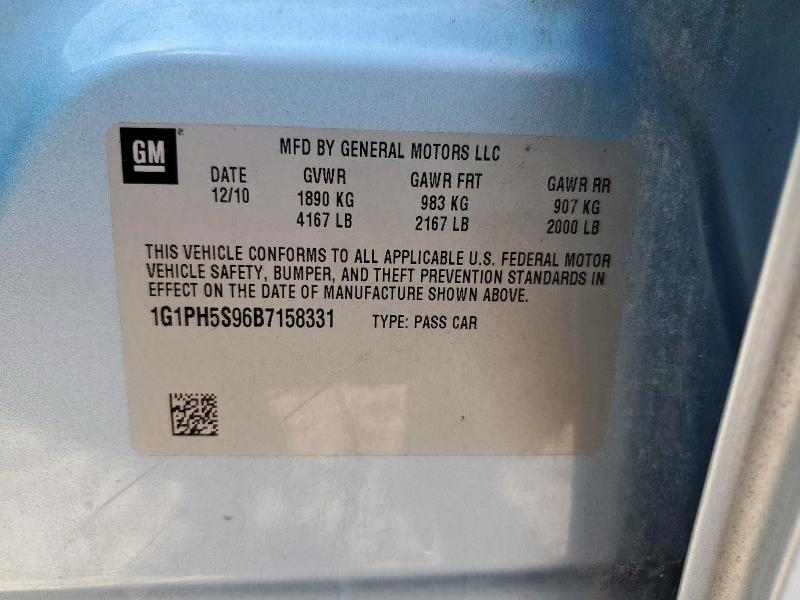 GM®
MFD BY GENERAL MOTORS LLC
DATE GVWR GAWR FRT GAWR RR
12/10 1890 KG 983 KG 907 KG
4167 LB 2167 LB 2000 LB
THIS VEHICLE CONFORMS TO ALL APPLICABLE U.S. FEDERAL MOTOR
VEHICLE SAFETY, BUMPER, AND THEFT PREVENTION STANDARDS IN
EFFECT ON THE DATE OF MANUFACTURE SHOWN ABOVE.
1G1PH5S96B7158331 TYPE: PASS CAR